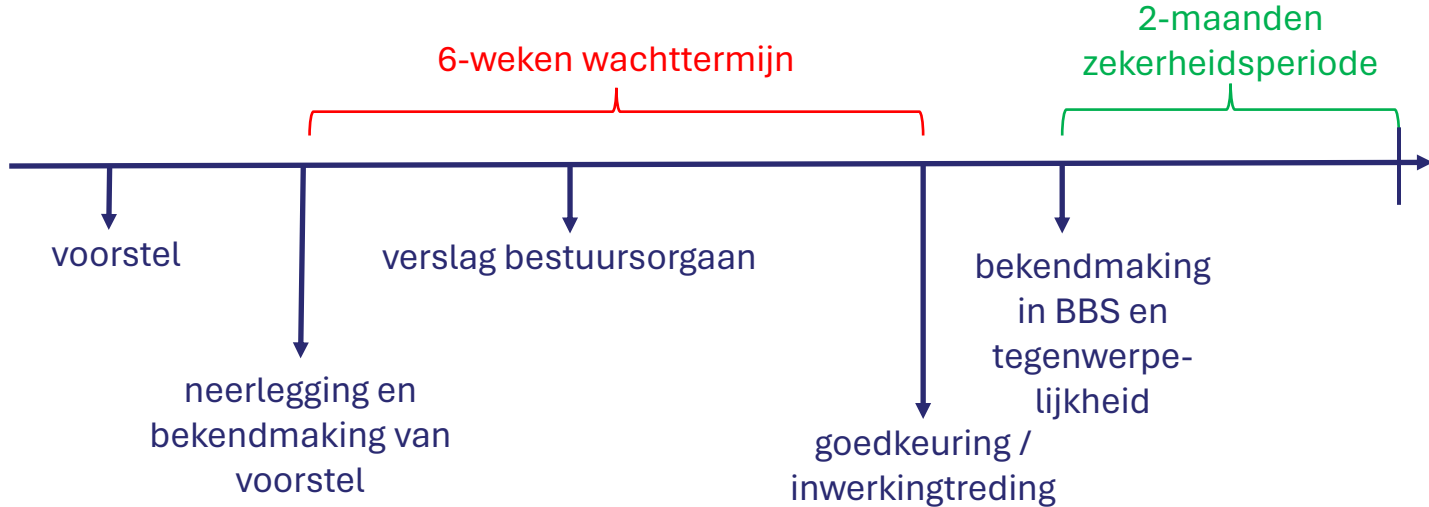 2-maanden
zekerheidsperiode
6-weken wachttermijn
voorstel
verslag bestuursorgaan
bekendmaking
in BBS en
tegenwerpe-
lijkheid
neerlegging en
bekendmaking van
voorstel
goedkeuring /
inwerkingtreding